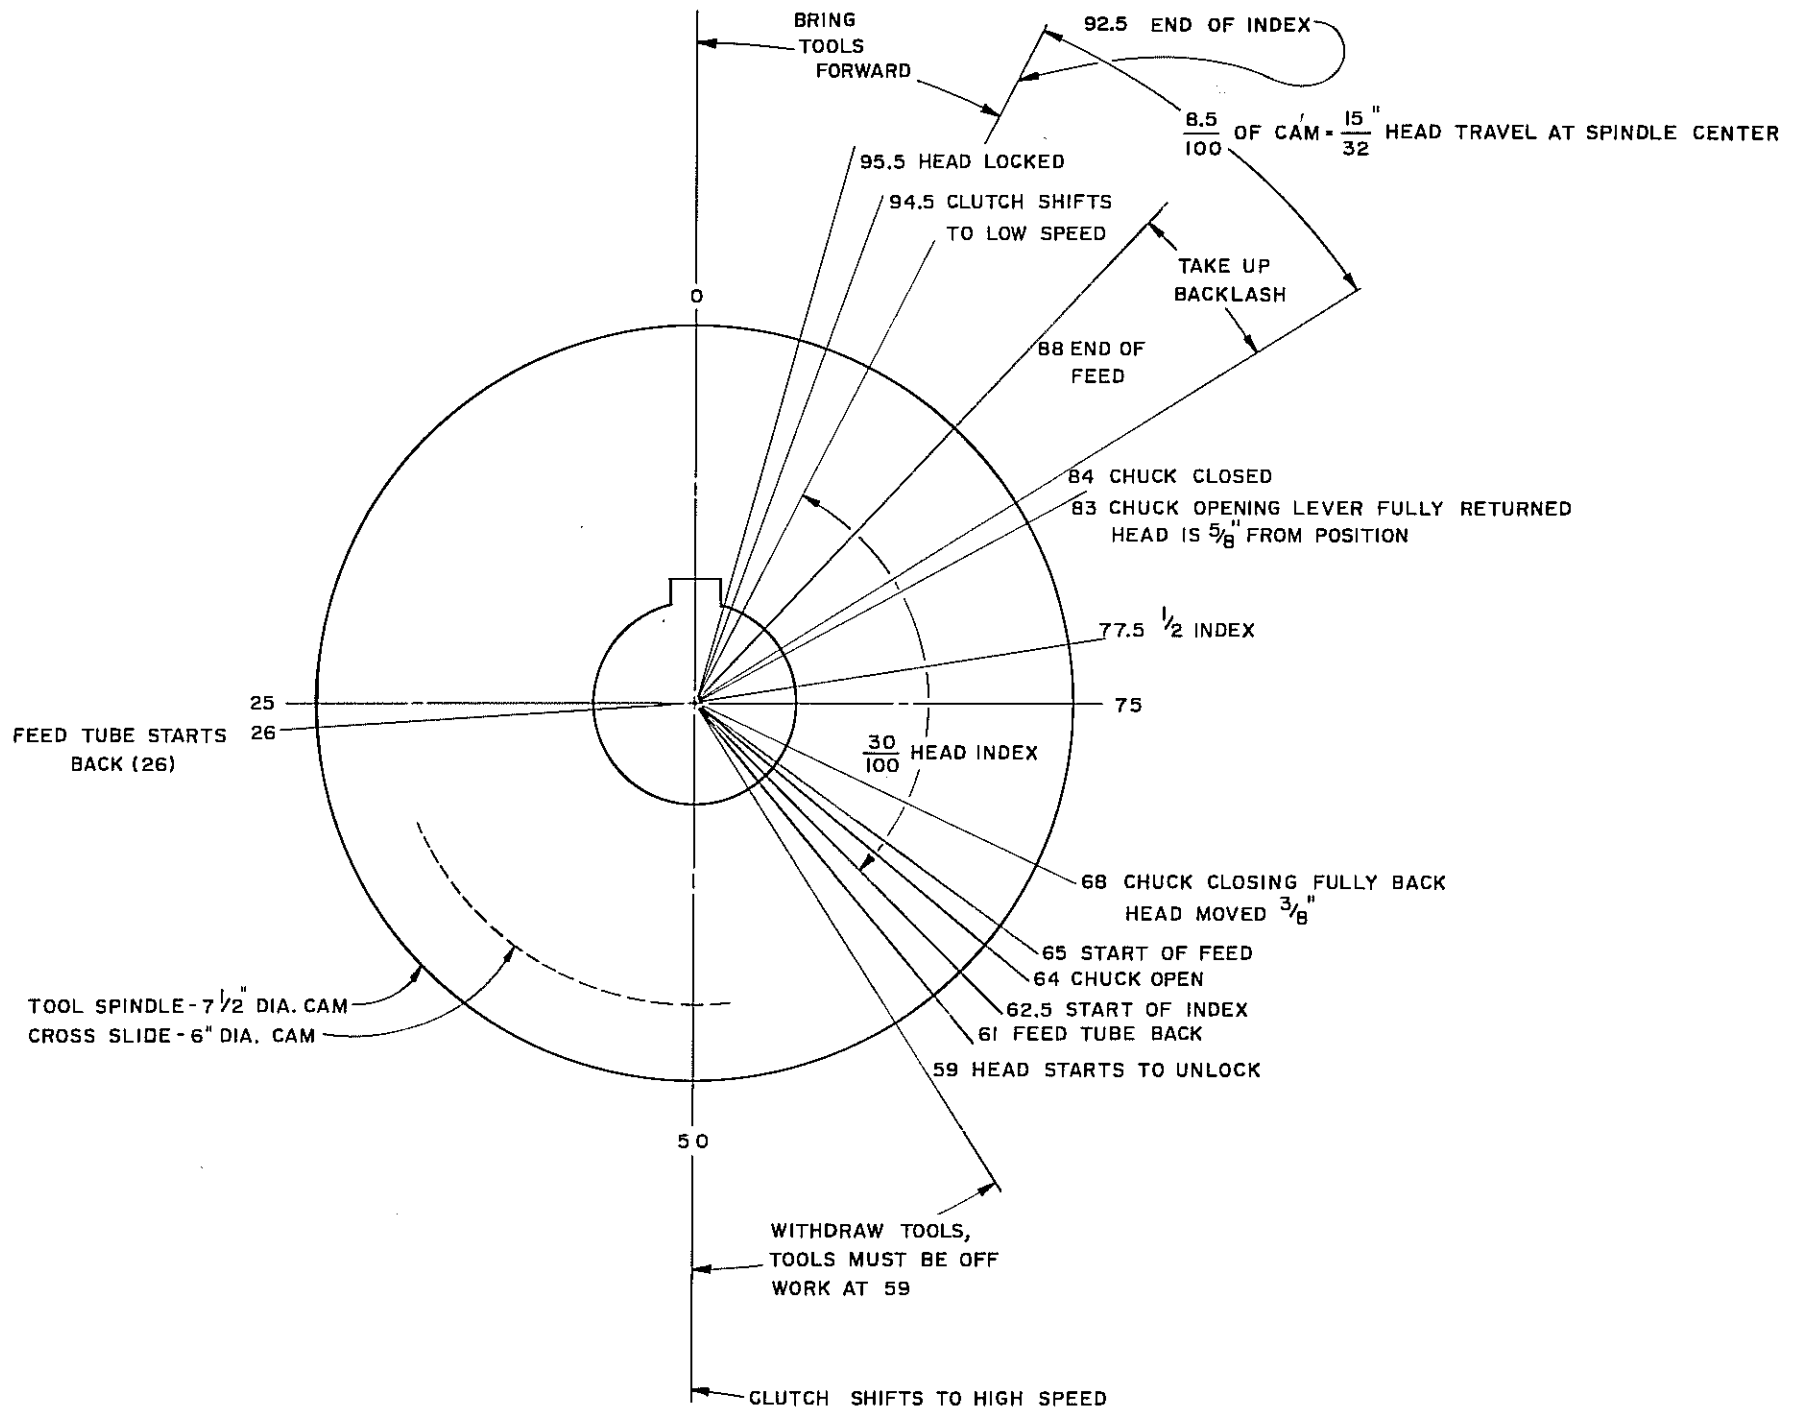 BRING
TOOLS
FORWARD
92.5 END OF INDEX
8.5/100 OF CAM = 15/32" HEAD TRAVEL AT SPINDLE CENTER
95.5 HEAD LOCKED
94.5 CLUTCH SHIFTS
TO LOW SPEED
TAKE UP
BACKLASH
0
88 END OF
FEED
84 CHUCK CLOSED
83 CHUCK OPENING LEVER FULLY RETURNED
HEAD IS 5/8" FROM POSITION
77.5 1/2 INDEX
25
75
FEED TUBE STARTS 26
BACK (26)
30/100 HEAD INDEX
68 CHUCK CLOSING FULLY BACK
HEAD MOVED 3/8"
65 START OF FEED
64 CHUCK OPEN
62.5 START OF INDEX
61 FEED TUBE BACK
59 HEAD STARTS TO UNLOCK
TOOL SPINDLE - 7 1/2" DIA. CAM
CROSS SLIDE - 6" DIA. CAM
50
WITHDRAW TOOLS,
TOOLS MUST BE OFF
WORK AT 59
CLUTCH SHIFTS TO HIGH SPEED